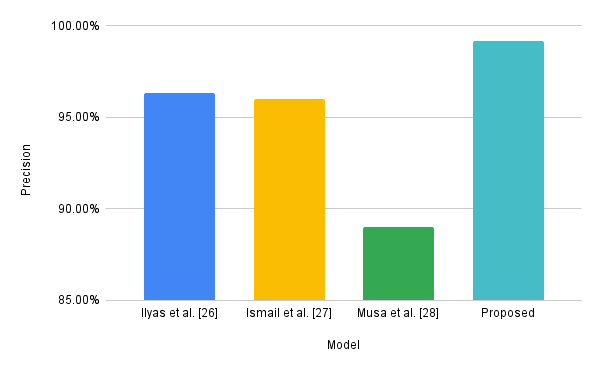 100.00%
95.00%
90.00%
85.00%
Precision
Ilyas et al. [26] Ismail et al. [27] Musa et al. [28] Proposed
Model